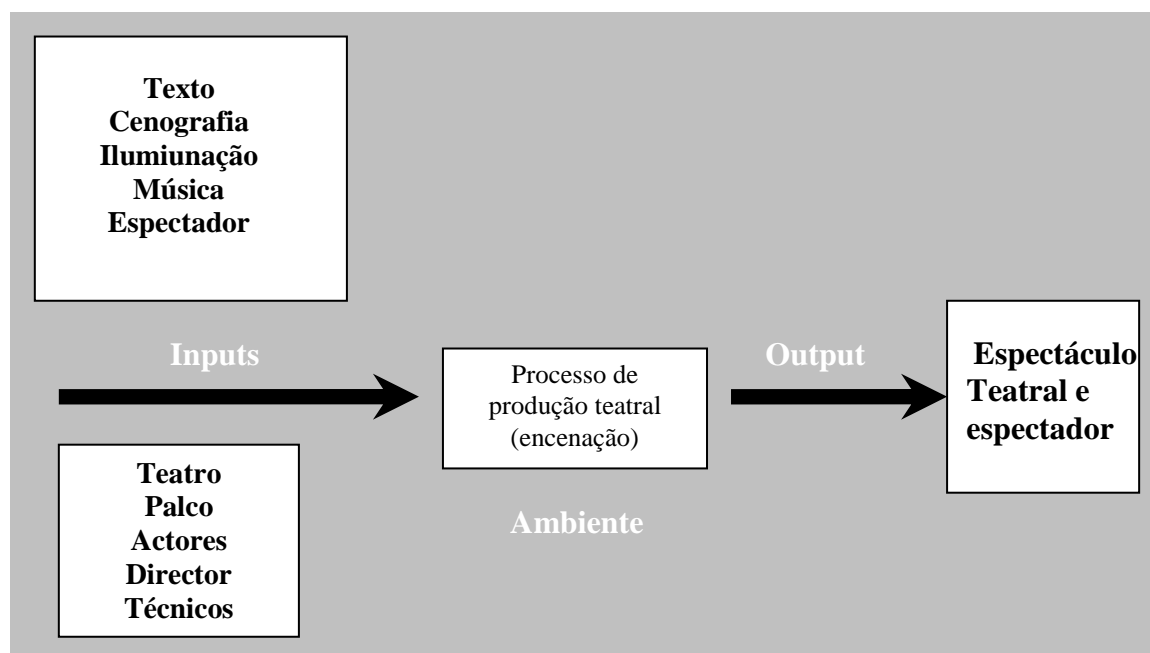 Texto
Cenografia
Ilumiunação
Música
Espectador
Inputs
Teatro
Palco
Actores
Director
Técnicos
Processo de
produção teatral
(encenação)
Ambiente
Output
Espectáculo
Teatral e
espectador